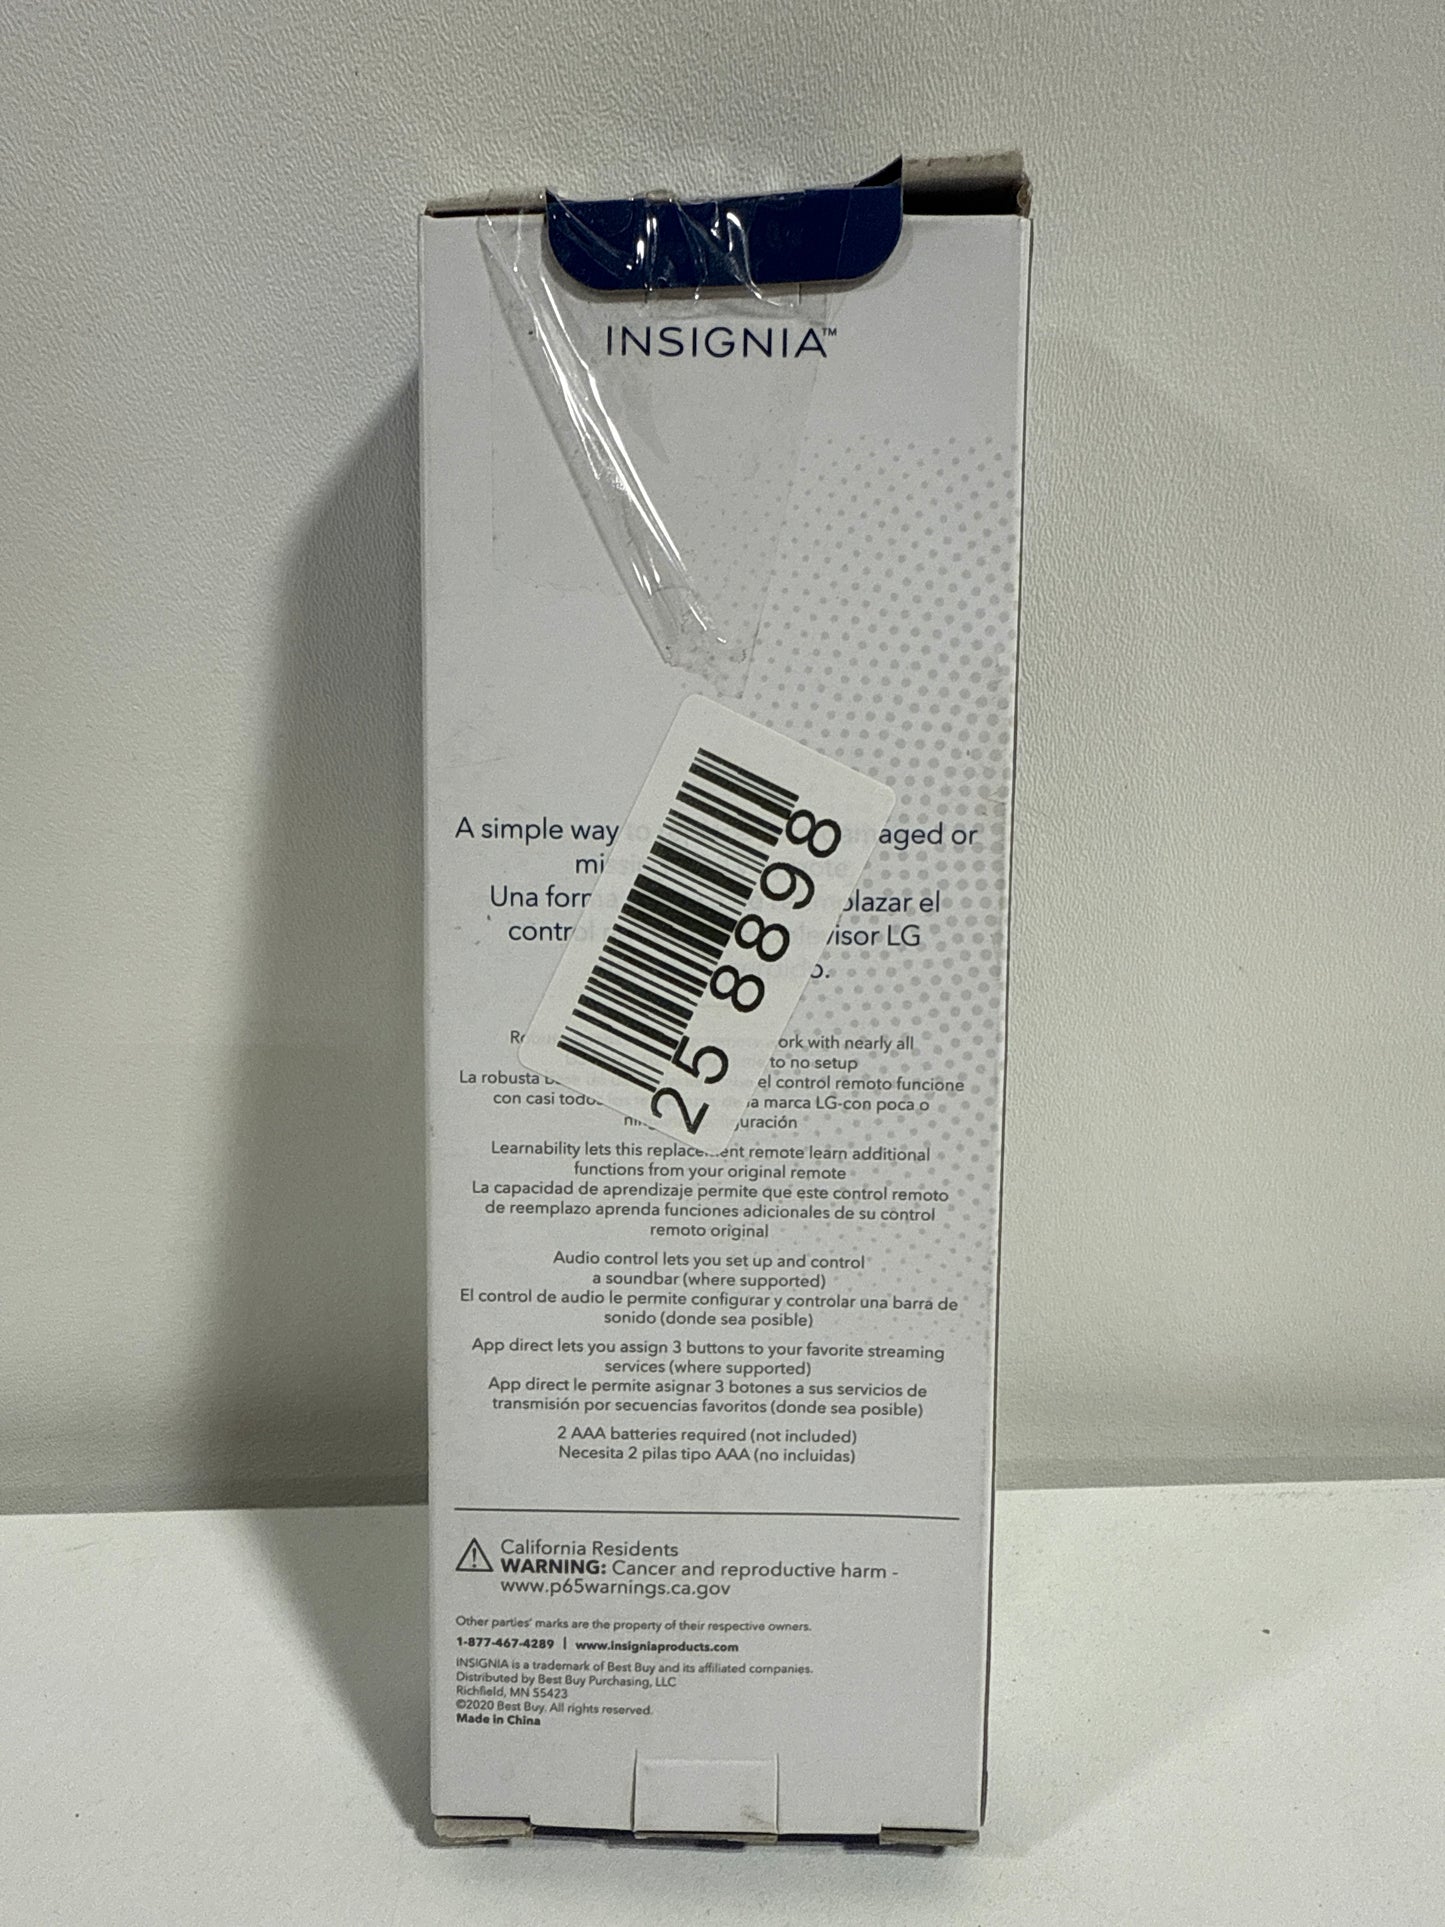 INSIGNIA™
A simple way to aged or
mi
Una form plazar el
contr visor LG
o.
25 88898
ork with nearly all
to no setup
La robusta el control remoto funcione
con casi todos la marca LG-con poca o
uración
Learnability lets this replacement remote learn additional
functions from your original remote
La capacidad de aprendizaje permite que este control remoto
de reemplazo aprenda funciones adicionales de su control
remoto original
Audio control lets you set up and control
a soundbar (where supported)
El control de audio le permite configurar y controlar una barra de
sonido (donde sea posible)
App direct lets you assign 3 buttons to your favorite streaming
services (where supported)
App direct le permite asignar 3 botones a sus servicios de
transmisión por secuencias favoritos (donde sea posible)
2 AAA batteries required (not included)
Necesita 2 pilas tipo AAA (no incluidas)
California Residents
WARNING: Cancer and reproductive harm -
www.p65warnings.ca.gov
Other parties' marks are the property of their respective owners.
1-877-467-4289 | www.insigniaproducts.com
INSIGNIA is a trademark of Best Buy and its affiliated companies.
Distributed by Best Buy Purchasing, LLC
Richfield, MN 55423
©2020 Best Buy. All rights reserved.
Made in China